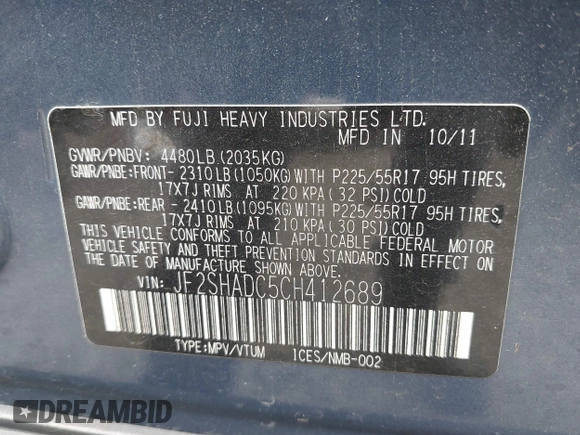 MFD BY FUJI HEAVY INDUSTRIES LTD.
MFD IN 10/11
GVWR/PNBV: 4480LB (2035KG)
GAWR/PNBE:FRONT- 2310LB(1050KG)WITH P225/55R17 95H TIRES,
17X7J RIMS AT 220 KPA (32 PSI)COLD
GAWR/PNBE:REAR - 2410LB(1095KG)WITH P225/55R17 95H TIRES,
17X7J RIMS AT 210 KPA (30 PSI)COLD
THIS VEHICLE CONFORMS TO ALL APPLICABLE FEDERAL MOTOR
VEHICLE SAFETY AND THEFT PREVENTION STANDARDS IN EFFECT
ON THE DATE OF MANUFACTURE SHOWN ABOVE.
VIN: JF2SHADC5CH412689
TYPE:MPV/VTUM 1CES/NMB-002
DREAMBID